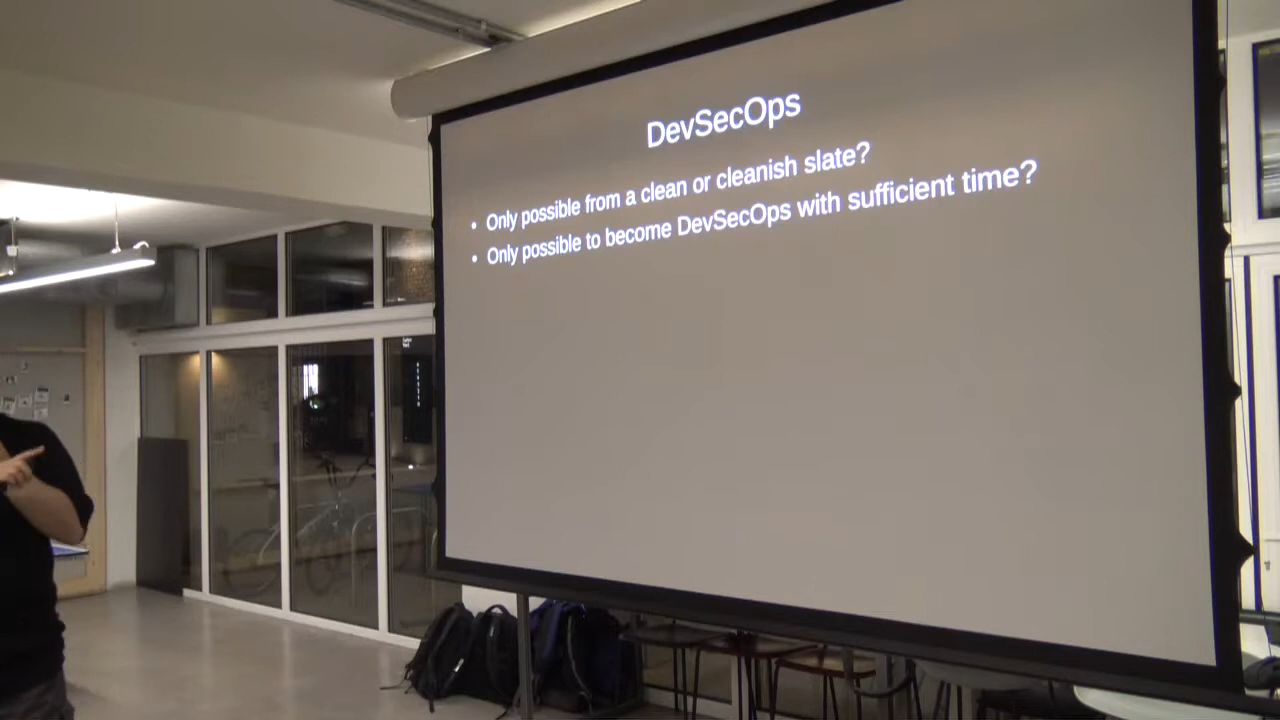 DevSecOps
• Only possible from a clean or cleanish slate?
• Only possible to become DevSecOps with sufficient time?